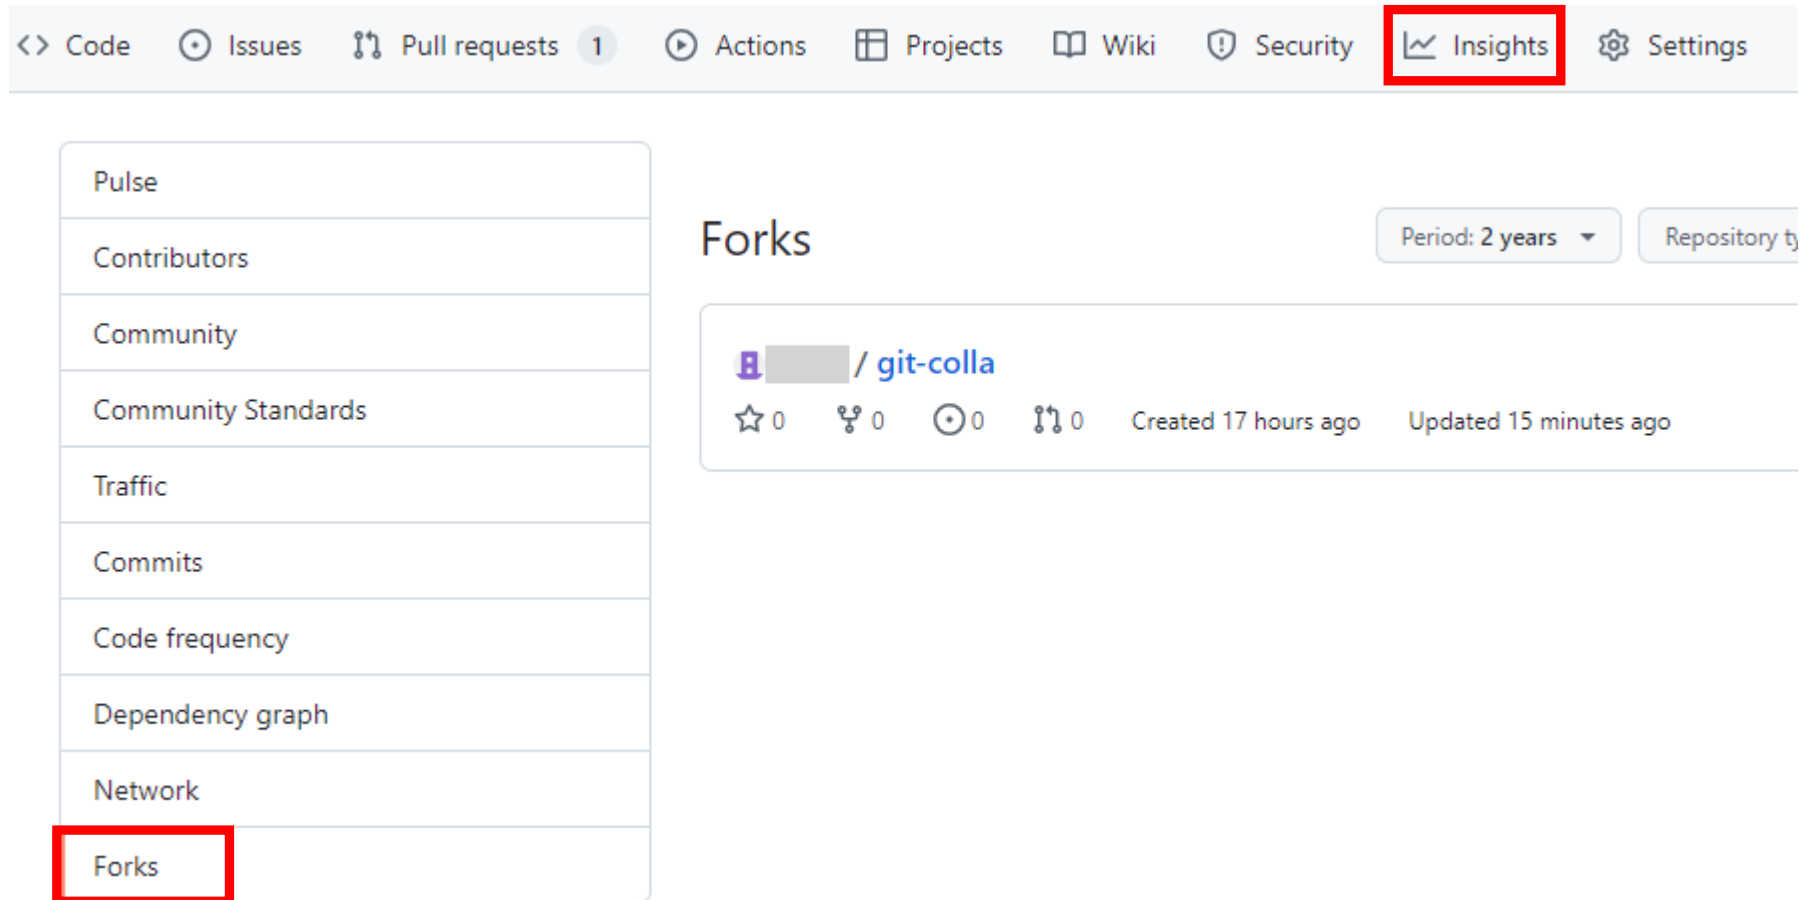 Code Issues Pull requests 1 Actions Projects Wiki Security Insights Settings
Pulse
Contributors
Community
Community Standards
Traffic
Commits
Code frequency
Dependency graph
Network
Forks
Forks
Period: 2 years Repository ty
/ git-colla
0 0 0 0 Created 17 hours ago Updated 15 minutes ago